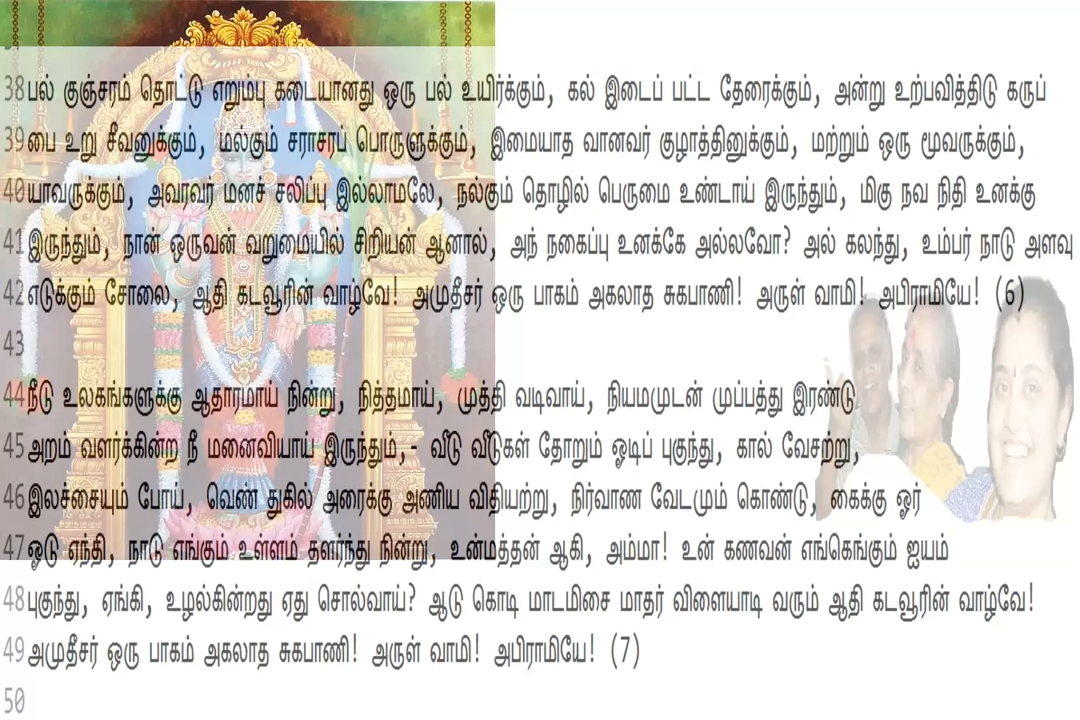 38 பல் குஞ்சரம் தொட்டு எறும்பு கடையானது ஒரு பல் உயிர்க்கும், கல் இடைப் பட்ட தேரைக்கும், அன்று உற்பவித்திடு கருப்
39 பை உறு சீவனுக்கும், மல்கும் சராசரப் பொருளுக்கும், இமையாத வானவர் குழாத்தினுக்கும், மற்றும் ஒரு மூவருக்கும்,
40 யாவருக்கும், அவரவர் மனச் சலிப்பு இல்லாமலே, நல்கும் தொழில் பெருமை உண்டாய் இருந்தும், மிகு நவ நிதி உனக்கு
41 இருந்தும், நான் ஒருவன் வறுமையில் சிறியன் ஆனால், அந் நகைப்பு உனக்கே அல்லவோ? அல் கலந்து, உம்பர் நாடு அளவு
42 எடுக்கும் சோலை, ஆதி கடவூரின் வாழ்வே! அமுதீசர் ஒரு பாகம் அகலாத சுகபாணி! அருள் வாமி! அபிராமியே! (6)
43
44 நீடு உலகங்களுக்கு ஆதாரமாய் நின்று, நித்தமாய், முத்தி வடிவாய், நியமமுடன் முப்பத்து இரண்டு
45 அறம் வளர்க்கின்ற நீ மனைவியாய் இருந்தும்,- வீடு வீடுகள் தோறும் ஓடிப் புகுந்து, கால் வேசற்று,
46 இலச்சையும் போய், வெண் துகில் அரைக்கு அணிய விதியற்று, நிர்வாண வேடமும் கொண்டு, கைக்கு ஓர்
47 ஓடு ஏந்தி, நாடு எங்கும் உள்ளம் தளர்ந்து நின்று, உன்மத்தன் ஆகி, அம்மா! உன் கணவன் எங்கெங்கும் ஐயம்
48 புகுந்து, ஏங்கி, உழல்கின்றது ஏது சொல்வாய்? ஆடு கொடி மாடமிசை மாதர் விளையாடி வரும் ஆதி கடவூரின் வாழ்வே!
49 அமுதீசர் ஒரு பாகம் அகலாத சுகபாணி! அருள் வாமி! அபிராமியே! (7)
50